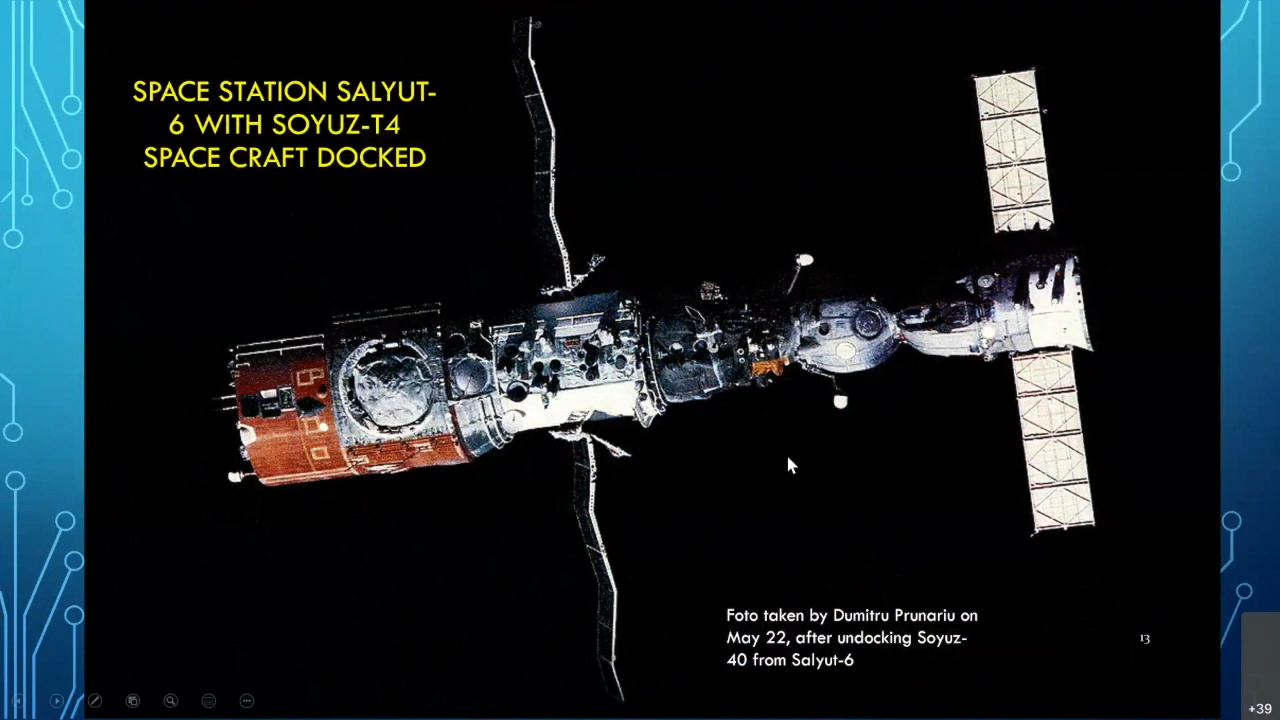 SPACE STATION SALYUT-
6 WITH SOYUZ-T4
SPACE CRAFT DOCKED
Foto taken by Dumitru Prunariu on
May 22, after undocking Soyuz-
40 from Salyut-6
13
+39